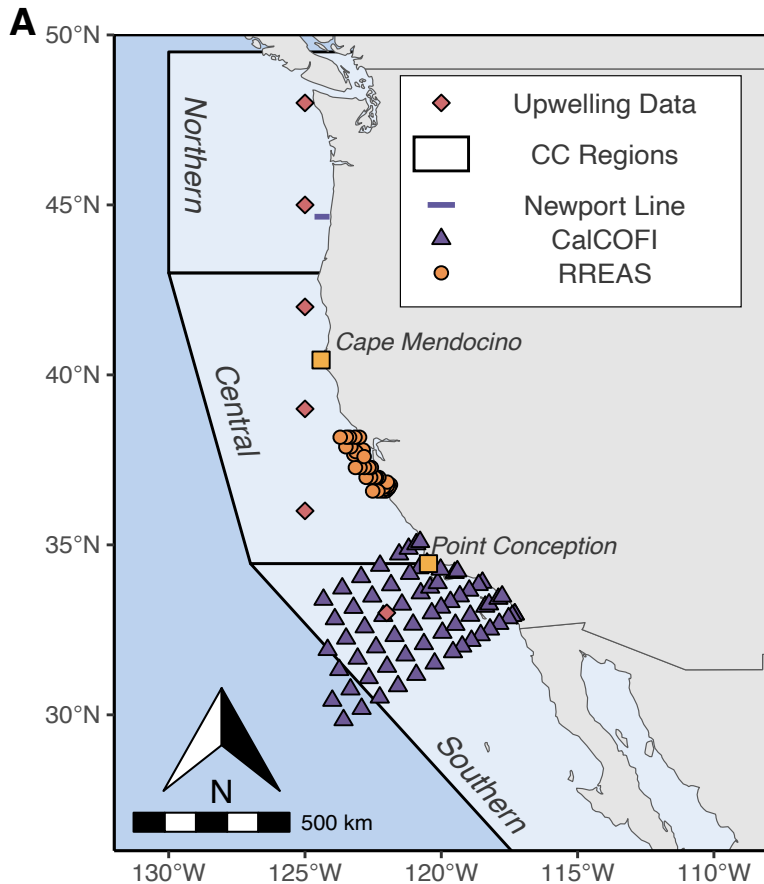 A
50°N
45°N
40°N
35°N
30°N
Northern
Central
Southern
Upwelling Data
CC Regions
Newport Line
CalCOFI
RREAS
Cape Mendocino
Point Conception
N
500 km
130°W
125°W
120°W
115°W
110°W